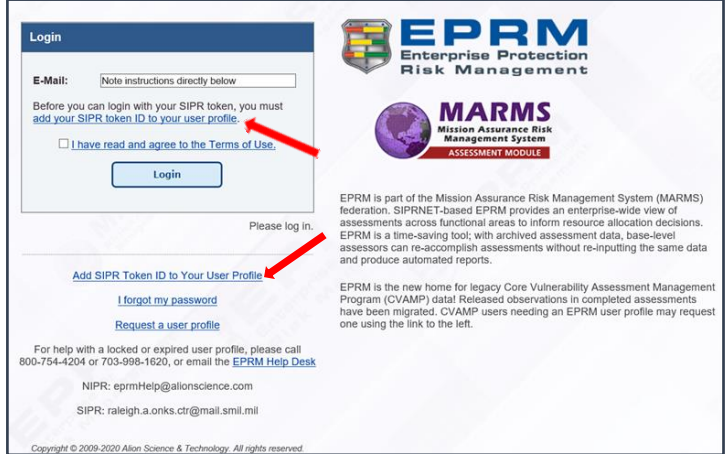 Login
E-Mail:
Note instructions directly below
Before you can login with your SIPR token, you must
add your SIPR token ID to your user profile.
I have read and agree to the Terms of Use.
Login
Please log in.
Add SIPR Token ID to Your User Profile
I forgot my password
Request a user profile
For help with a locked or expired user profile, please call
800-754-4204 or 703-998-1620, or email the EPRM Help Desk
NIPR: eprmHelp@alionscience.com
SIPR: raleigh.a.onks.ctr@mail.smil.mil
Copyright © 2009-2020 Alion Science & Technology. All rights reserved.
EPRM
Enterprise Protection
Risk Management
MARMS
Mission Assurance Risk
Management System
ASSESSMENT MODULE
EPRM is part of the Mission Assurance Risk Management System (MARMS)
federation. SIPRNET-based EPRM provides an enterprise-wide view of
assessments across functional areas to inform resource allocation decisions.
EPRM is a time-saving tool; with archived assessment data, base-level
assessors can re-accomplish assessments without re-inputting the same data
and produce automated reports.
EPRM is the new home for legacy Core Vulnerability Assessment Management
Program (CVAMP) data! Released observations in completed assessments
have been migrated. CVAMP users needing an EPRM user profile may request
one using the link to the left.